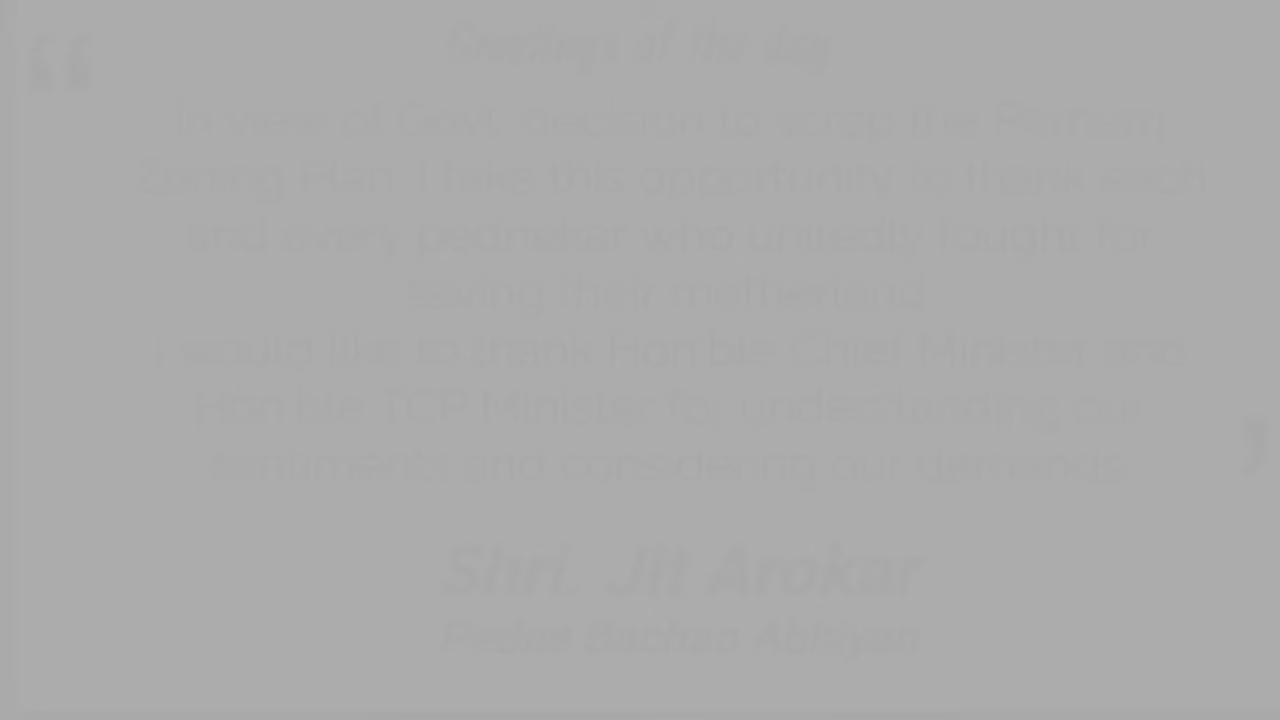 Greetings of the day
In view of Govt. decision to scrap the Pernem
Zoning Plan, I take this opportunity to thank each
and every pednekar who unitedly fought for
saving their motherland
I would like to thank Hon'ble Chief Minister and
Hon'ble TCP Minister for understanding our
sentiments and considering our demands
Shri. Jit Arolkar
Pedne Bachao Abhiyan